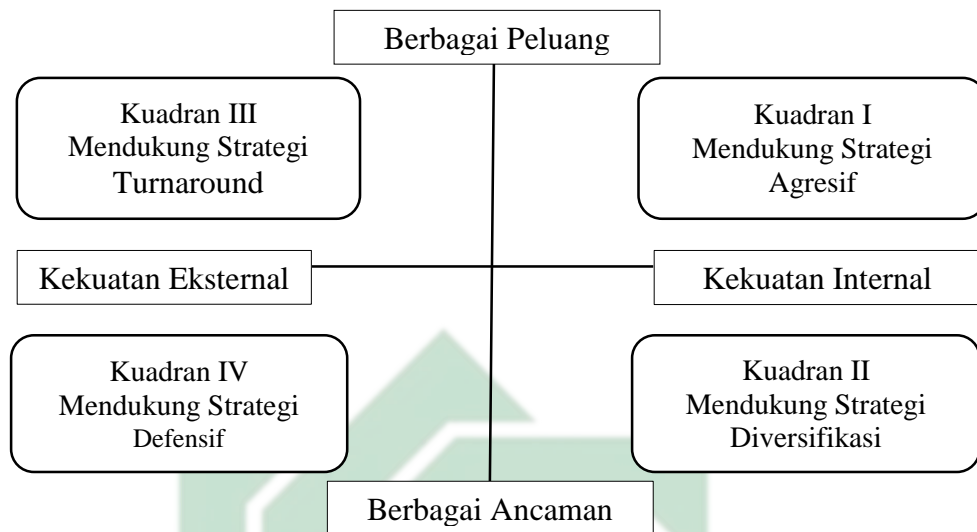 Berbagai Peluang
Kuadran III
Mendukung Strategi
Turnaround
Kuadran I
Mendukung Strategi
Agresif
Kekuatan Eksternal
Kekuatan Internal
Kuadran IV
Mendukung Strategi
Defensif
Kuadran II
Mendukung Strategi
Diversifikasi
Berbagai Ancaman